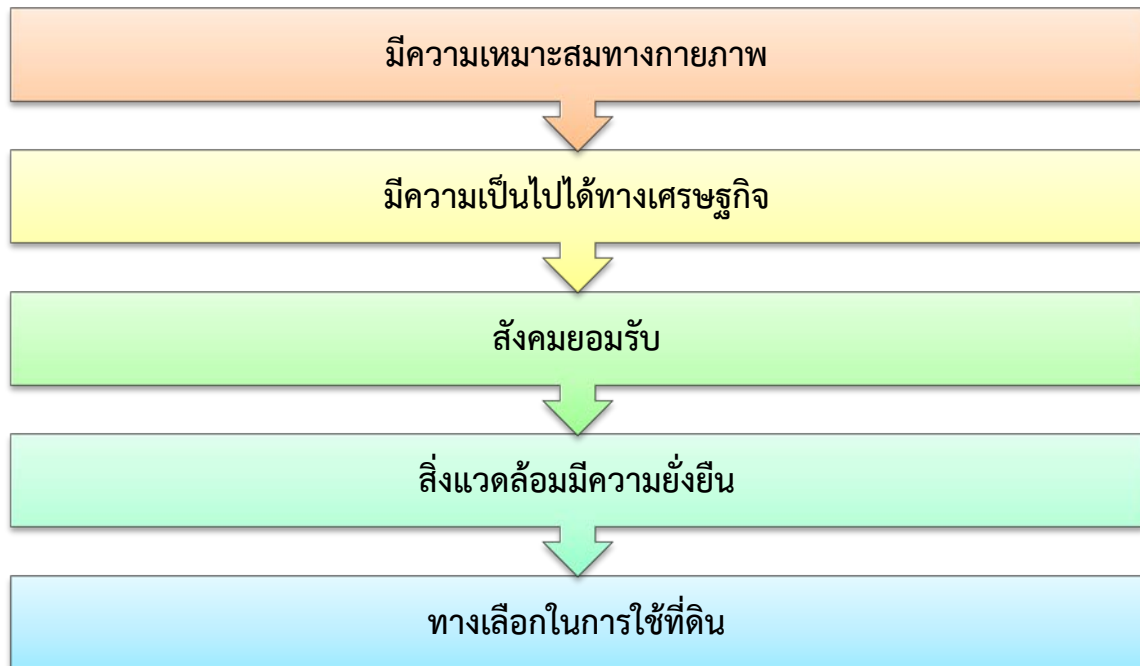 มีความเหมาะสมทางกายภาพ
มีความเป็นไปได้ทางเศรษฐกิจ
สังคมยอมรับ
สิ่งแวดล้อมมีความยั่งยืน
ทางเลือกในการใช้ที่ดิน